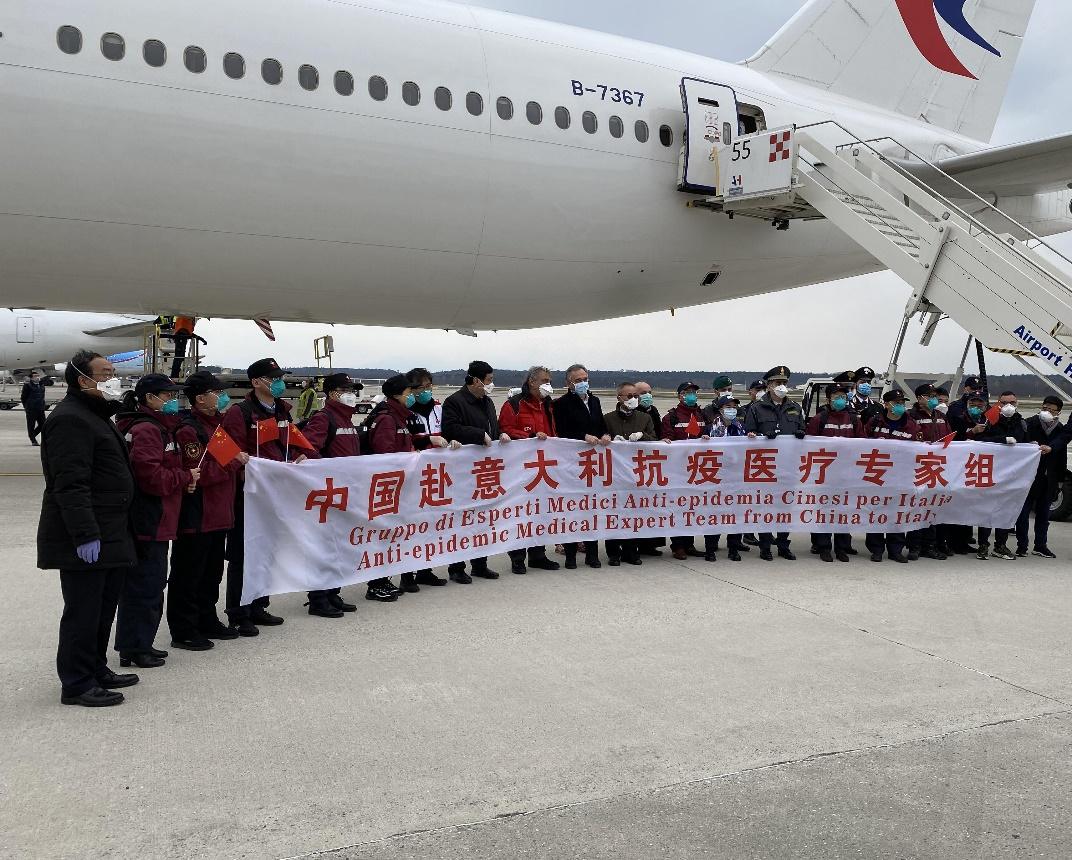 B-7367
55
Airport
中国赴意大利抗疫医疗专家组
Gruppo di Esperti Medici Anti-epidemia Cinesi per Italia
Anti-epidemic Medical Expert Team from China to Italy